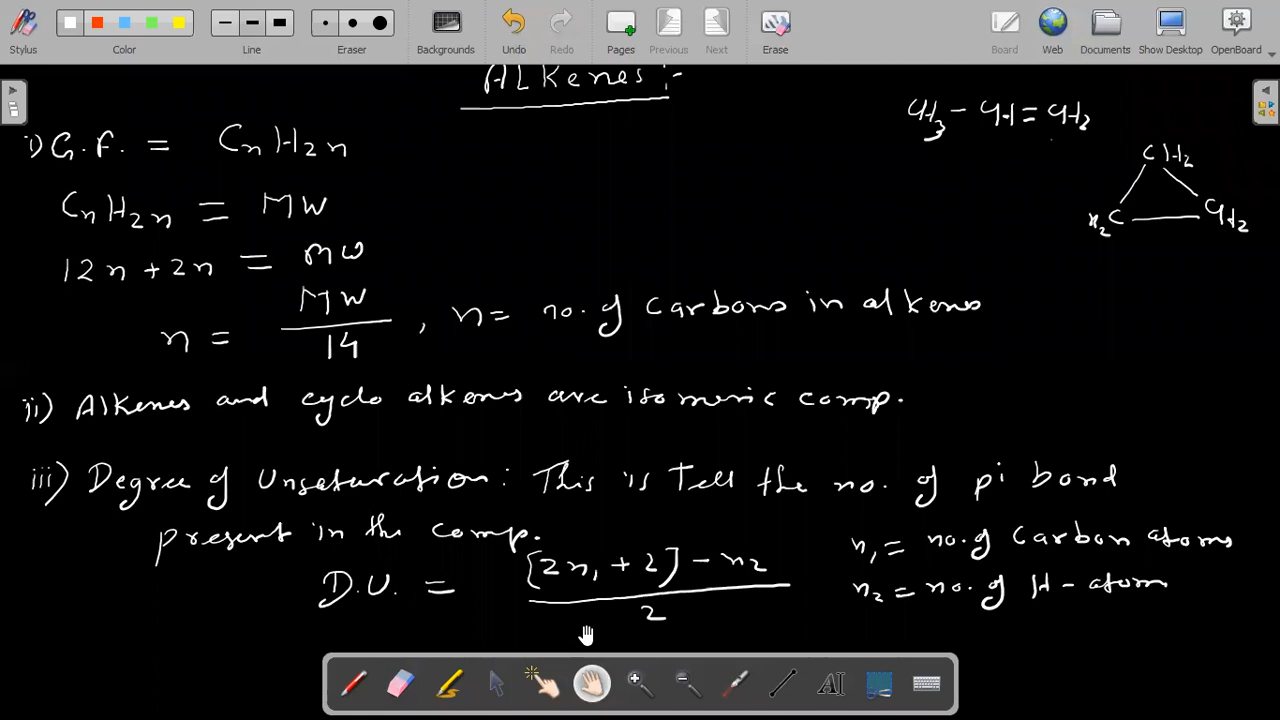 Stylus Color Line Eraser Backgrounds Undo Redo Pages Previous Next Erase Board Web Documents Show Desktop OpenBoard
ALKenes :-
CH3 - CH = CH2
i) G.F. = CnH2n
CH2
H2C CH2
CnH2n = MW
12n + 2n = MW
n = MW / 14 , n = no. of carbons in alkenes
ii) Alkenes and cyclo alkenes are isomeric comp.
iii) Degree of Unsaturation : This is Tell the no. of pi bond
present in the comp.
n1 = no. of Carbon atoms
D.U. = [2n1 + 2] - n2 / 2
n2 = no. of H - atom
AI